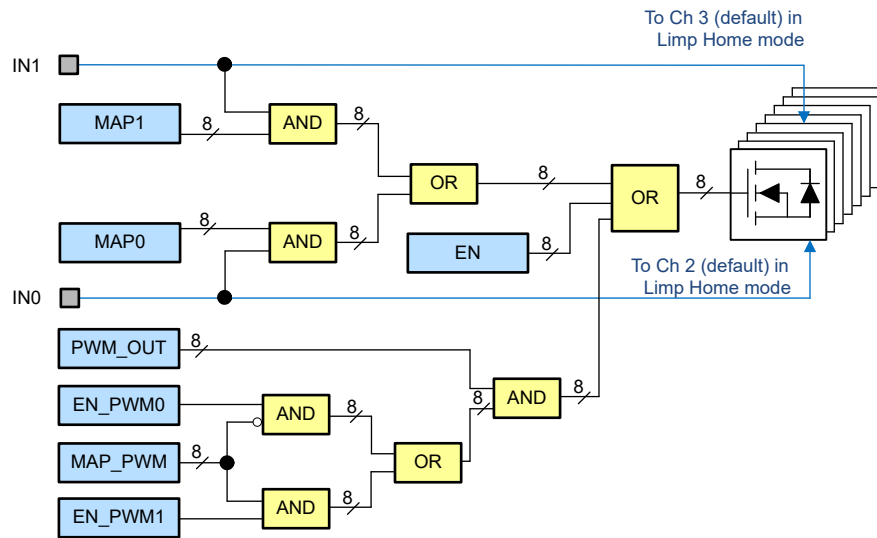 To Ch 3 (default) in
Limp Home mode
IN1
MAP1
8
AND
8
OR
8
OR
8
MAP0
8
AND
8
EN
8
To Ch 2 (default) in
Limp Home mode
IN0
PWM_OUT
8
AND
8
8
EN_PWM0
AND
8
MAP_PWM
8
OR
EN_PWM1
AND
8